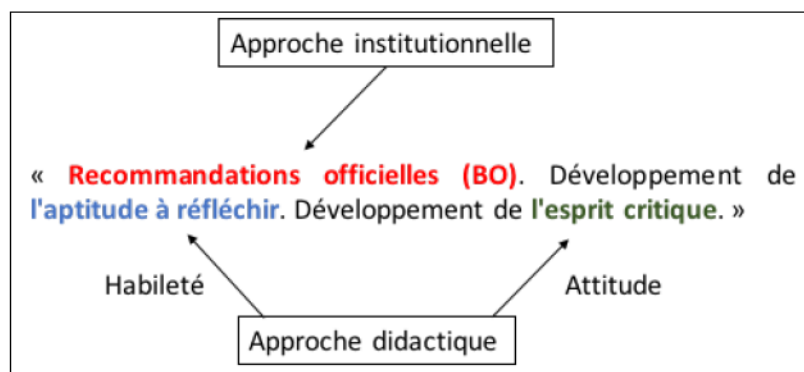 Approche institutionnelle
« Recommandations officielles (BO). Développement de
l'aptitude à réfléchir. Développement de l'esprit critique. »
Habileté
Attitude
Approche didactique